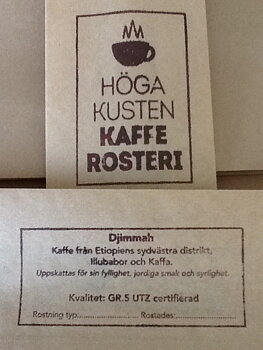 HÖGA
KUSTEN
KAFFE
ROSTERI
Djimmah
Kaffe från Etiopiens sydvästra distrikt,
Illubabor och Kaffa.
Uppskattas för sin fyllighet, jordiga smak och syrlighet.
Kvalitet: GR.5 UTZ certifierad
Rostning typ:........................ Rostades:........................